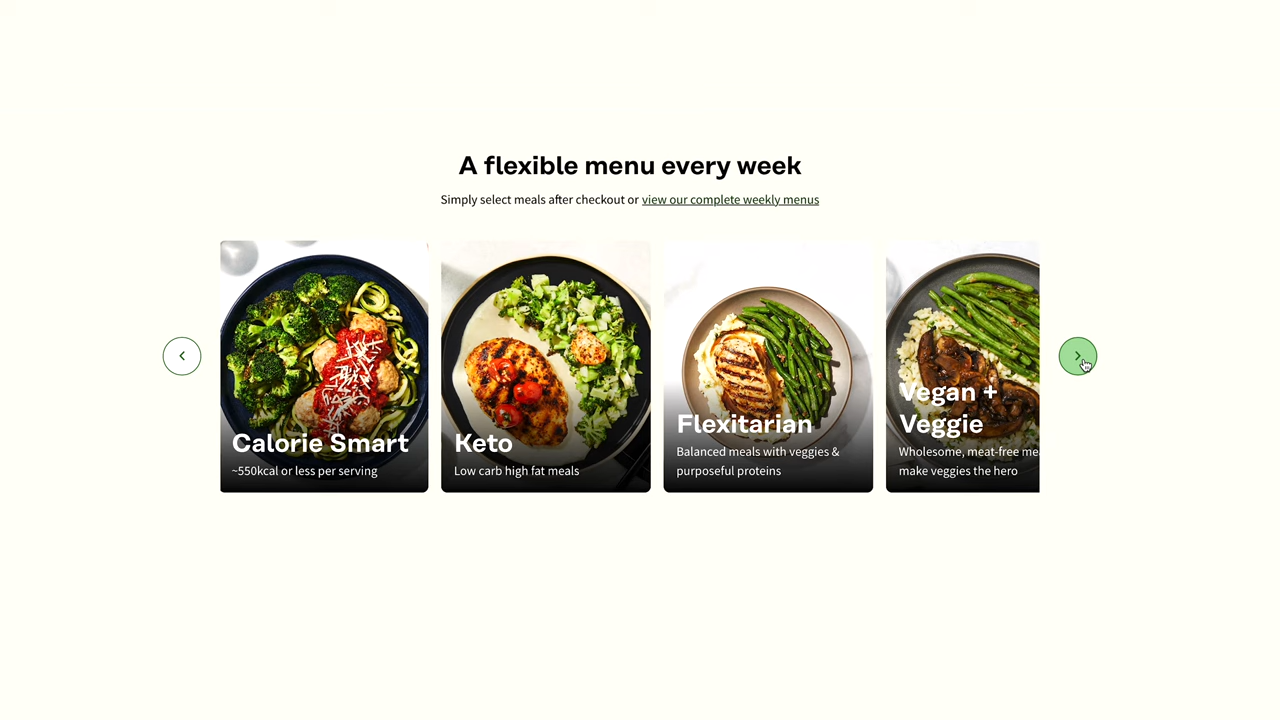 A flexible menu every week
Simply select meals after checkout or view our complete weekly menus
Calorie Smart
~550kcal or less per serving
Keto
Low carb high fat meals
Flexitarian
Balanced meals with veggies &
purposeful proteins
Vegan +
Veggie
Wholesome, meat-free
make veggies the hero